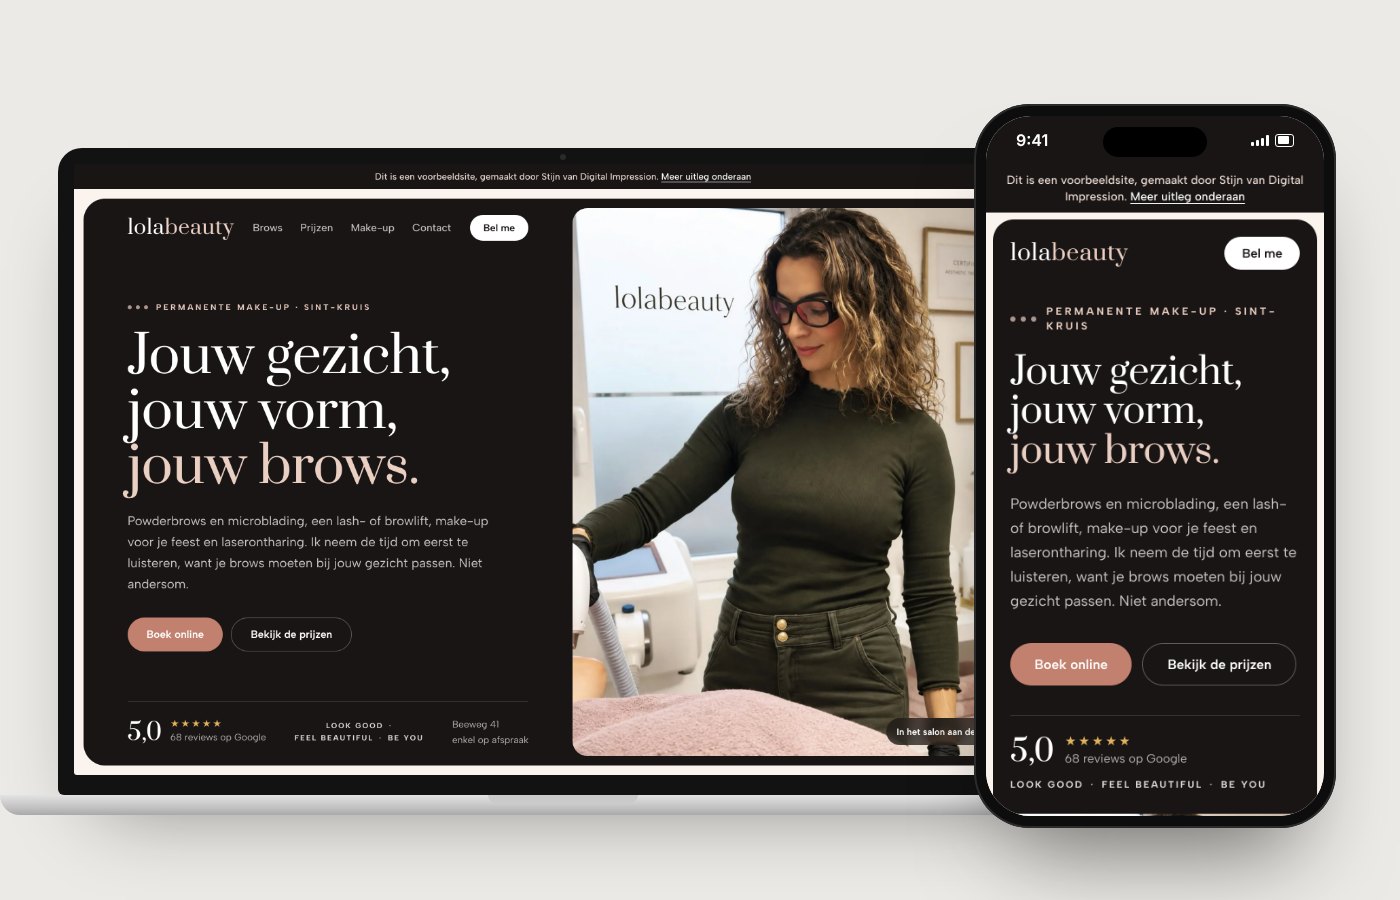 Dit is een voorbeeldsite, gemaakt door Stijn van Digital Impression. Meer uitleg onderaan
lolabeauty
Brows
Prijzen
Make-up
Contact
Bel me
PERMANENTE MAKE-UP · SINT-KRUIS
Jouw gezicht,
jouw vorm,
jouw brows.
Powderbrows en microblading, een lash- of browlift, make-up
voor je feest en laserontharing. Ik neem de tijd om eerst te
luisteren, want je brows moeten bij jouw gezicht passen. Niet
andersom.
Boek online
Bekijk de prijzen
5,0
★★★★★
68 reviews op Google
LOOK GOOD ·
FEEL BEAUTIFUL · BE YOU
Beeweg 41
enkel op afspraak
lolabeauty
In het salon aan de
9:41
Dit is een voorbeeldsite, gemaakt door Stijn van Digital
Impression. Meer uitleg onderaan
lolabeauty
Bel me
PERMANENTE MAKE-UP · SINT-
KRUIS
Jouw gezicht,
jouw vorm,
jouw brows.
Powderbrows en microblading, een lash-
of browlift, make-up voor je feest en
laserontharing. Ik neem de tijd om eerst te
luisteren, want je brows moeten bij jouw
gezicht passen. Niet andersom.
Boek online
Bekijk de prijzen
5,0
★★★★★
68 reviews op Google
LOOK GOOD · FEEL BEAUTIFUL · BE YOU